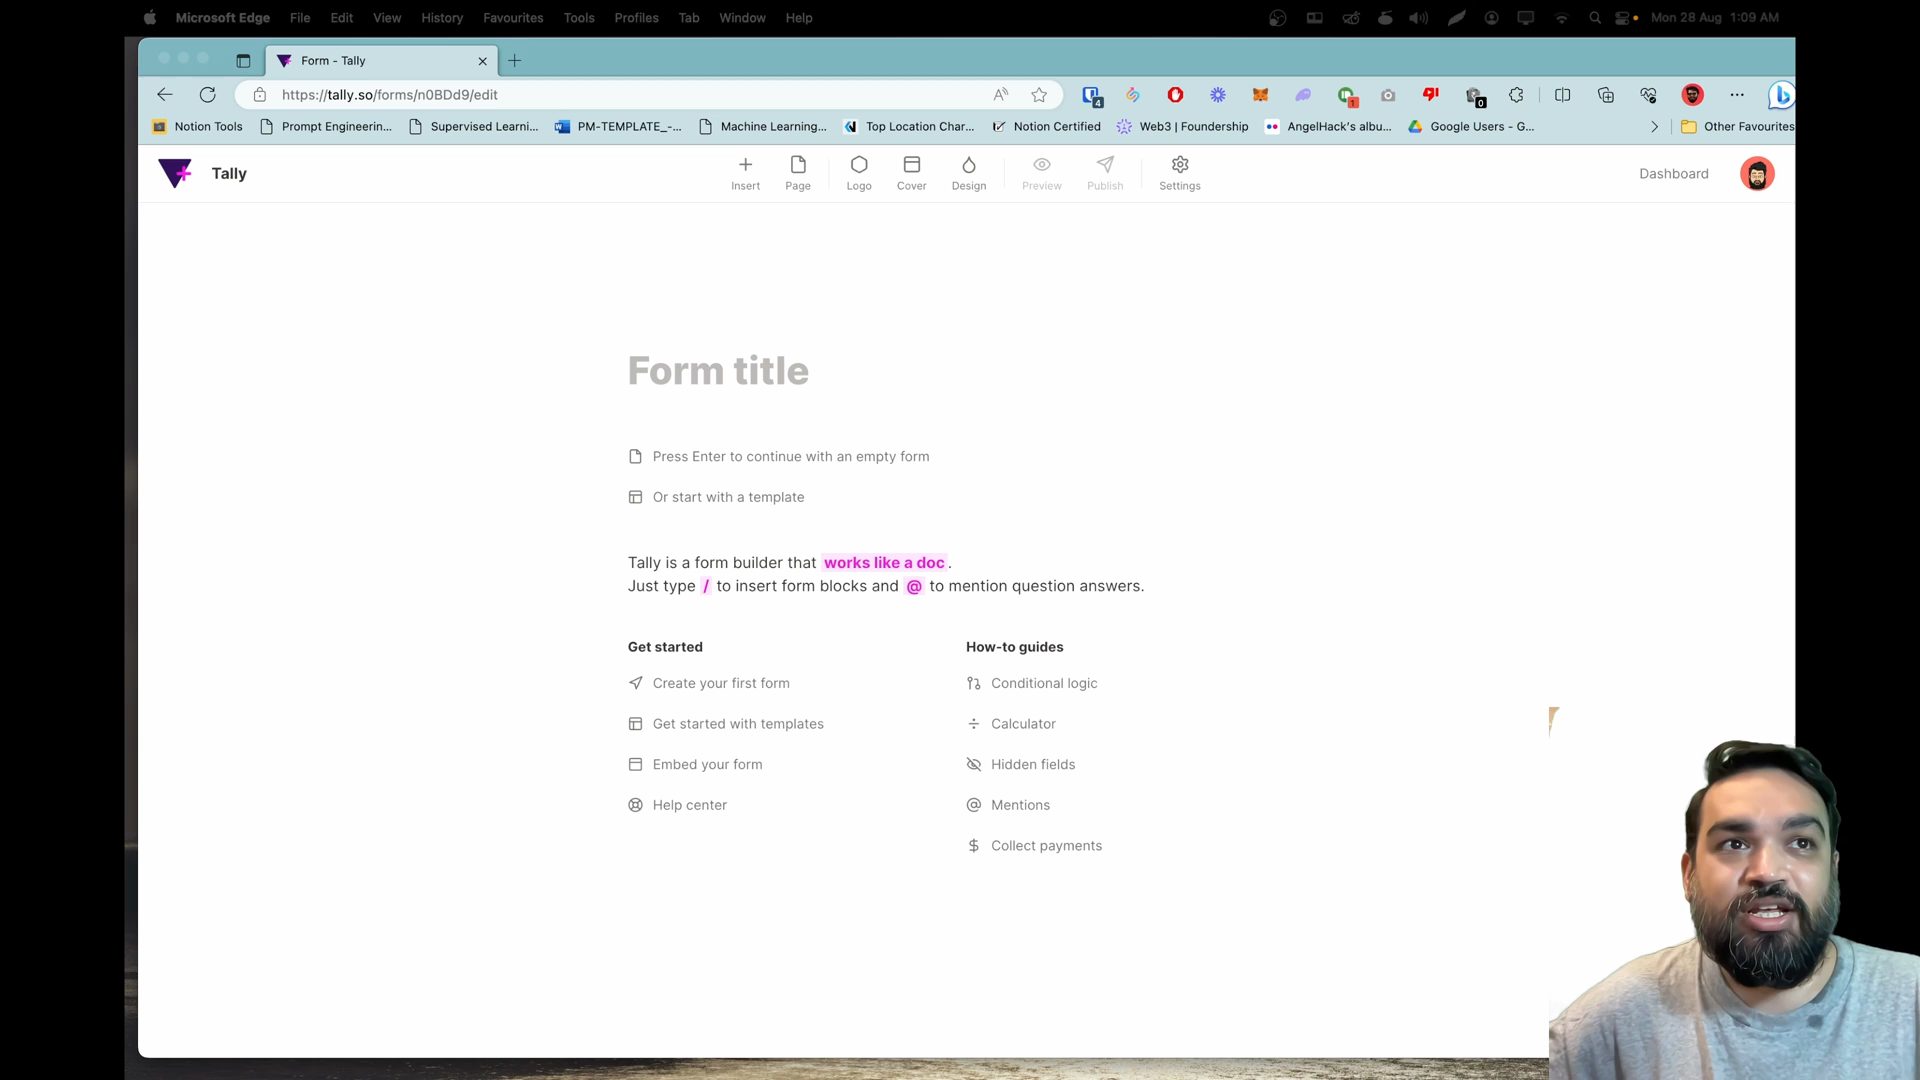 Microsoft Edge File Edit View History Favourites Tools Profiles Tab Window Help Mon 28 Aug 1:09 AM
Form - Tally
https://tally.so/forms/n0BDd9/edit
4 1 0
Notion Tools Prompt Engineerin... Supervised Learni... PM-TEMPLATE_-... Machine Learning... Top Location Char... Notion Certified Web3 | Foundership AngelHack's albu... Google Users - G... Other Favourites
Tally Insert Page Logo Cover Design Preview Publish Settings Dashboard
Form title
Press Enter to continue with an empty form
Or start with a template
Tally is a form builder that works like a doc.
Just type / to insert form blocks and @ to mention question answers.
Get started
Create your first form
Get started with templates
Embed your form
Help center
How-to guides
Conditional logic
Calculator
Hidden fields
Mentions
Collect payments